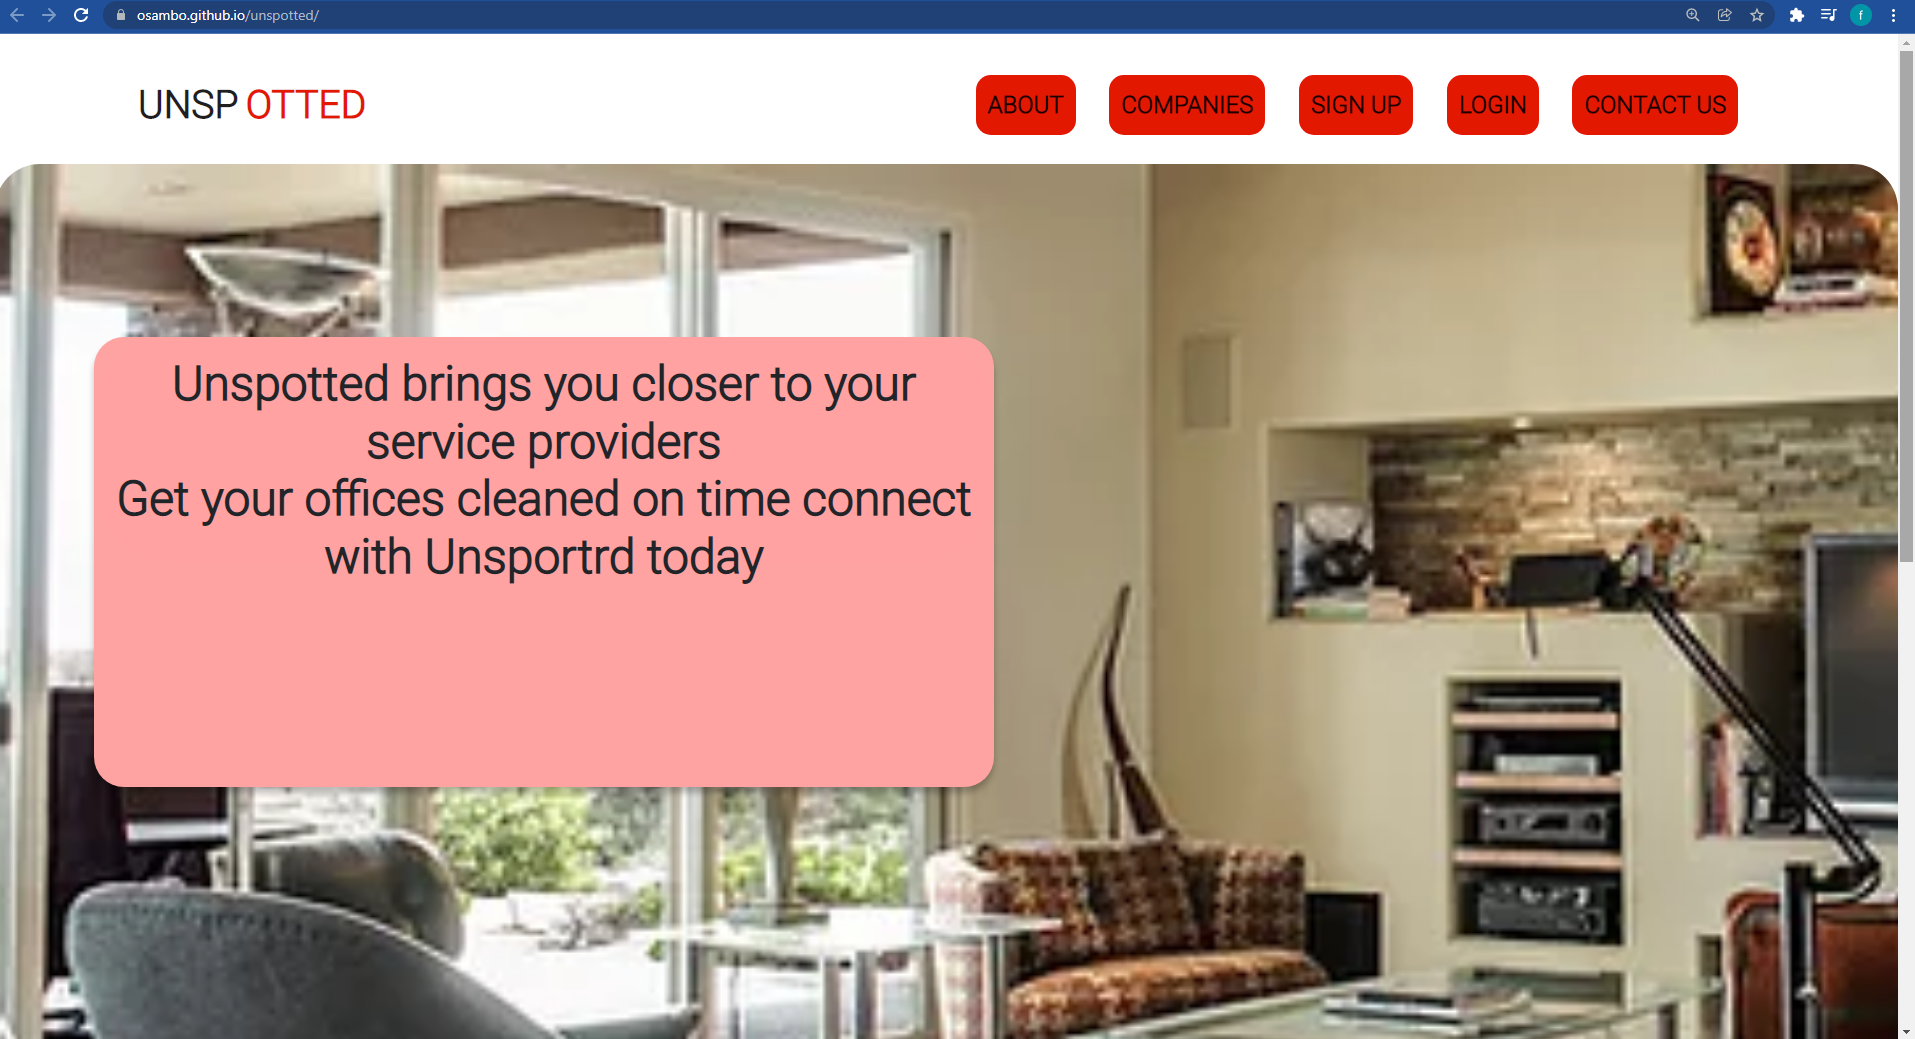 osambo.github.io/unspotted/
f
UNSP OTTED
ABOUT COMPANIES SIGN UP LOGIN CONTACT US
Unspotted brings you closer to your
service providers
Get your offices cleaned on time connect
with Unsportrd today